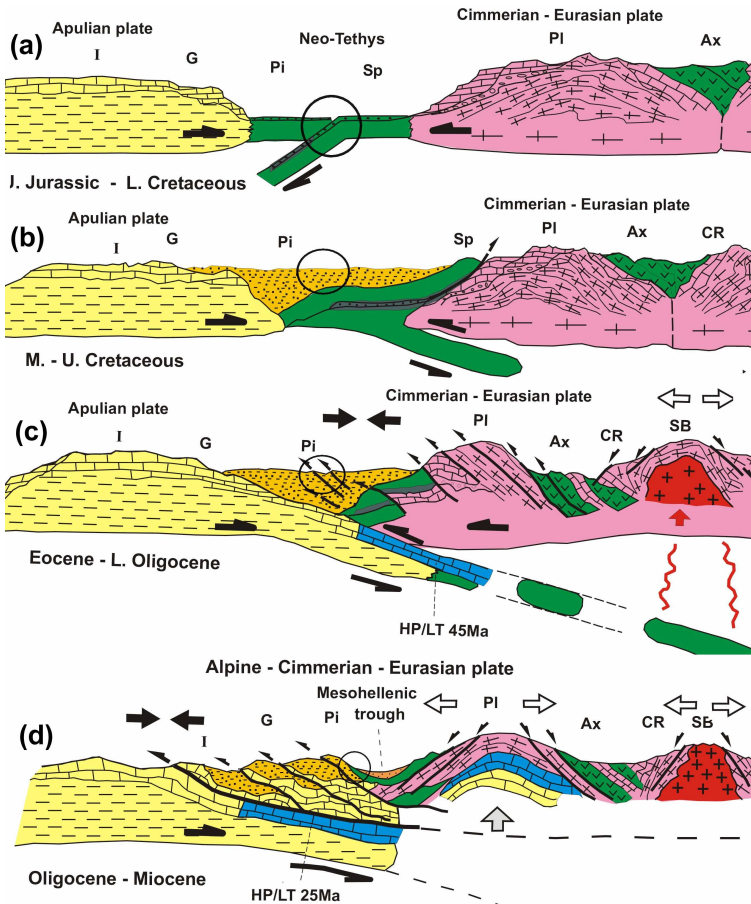 (a)
Apulian plate
I
G
Pi
Neo-Tethys
Sp
Cimmerian - Eurasian plate
Pl
Ax
J. Jurassic - L. Cretaceous
(b)
Apulian plate
I
G
Pi
Sp
Cimmerian - Eurasian plate
Pl
Ax
CR
M. - U. Cretaceous
(c)
Apulian plate
I
G
Pi
Cimmerian - Eurasian plate
Pl
Ax
CR
SB
Eocene - L. Oligocene
HP/LT 45Ma
Alpine - Cimmerian - Eurasian plate
(d)
Mesohellenic
trough
I
G
Pi
Pl
Ax
CR
SB
Oligocene - Miocene
HP/LT 25Ma